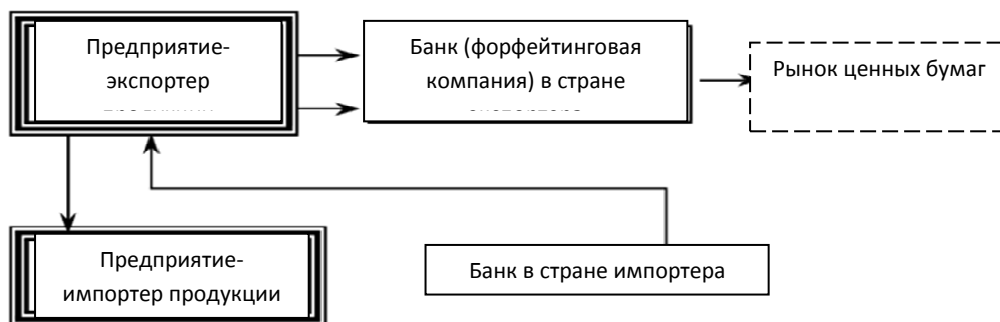 Предприятие-
экспортер
Банк (форфейтинговая
компания) в стране
Рынок ценных бумаг
Предприятие-
импортер продукции
Банк в стране импортера